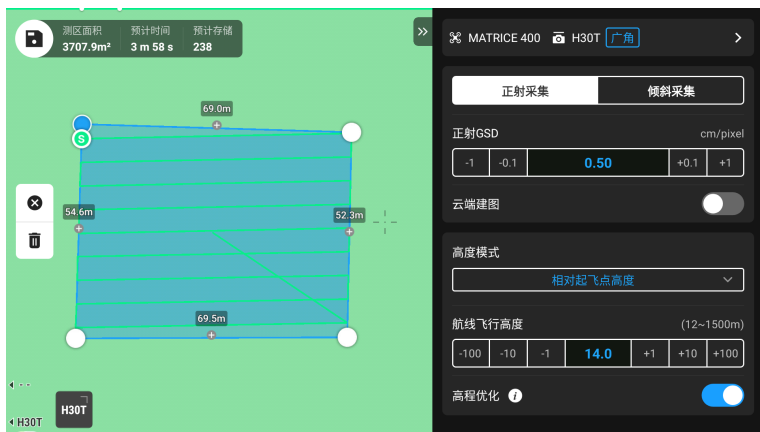 测区面积 预计时间 预计存储
3707.9m² 3 m 58 s 238
69.0m
S
54.6m
52.3m
69.5m
H30T
H30T
MATRICE 400 H30T 广角
正射采集 倾斜采集
正射GSD cm/pixel
-1 -0.1 0.50 +0.1 +1
云端建图
高度模式
相对起飞点高度
航线飞行高度 (12~1500m)
-100 -10 -1 14.0 +1 +10 +100
高程优化 i